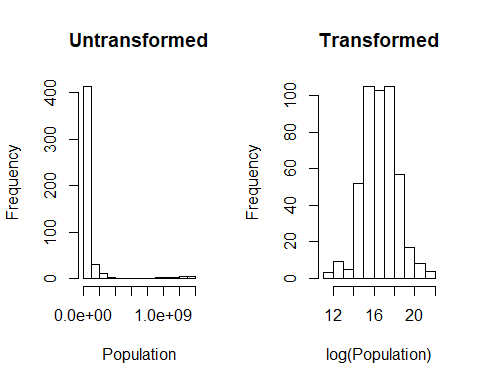 Untransformed
Frequency
0
100
200
300
400
0.0e+00
1.0e+09
Population
Transformed
Frequency
0
20
40
60
80
100
12
16
20
log(Population)